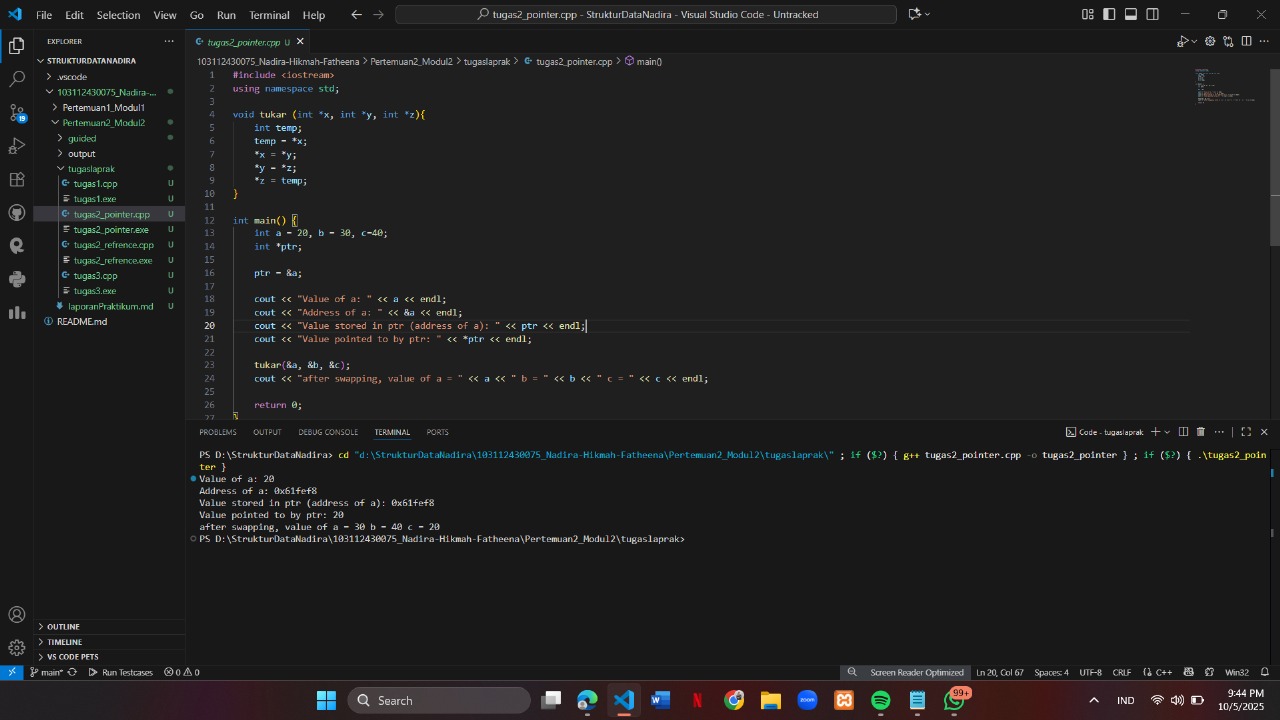 File Edit Selection View Go Run Terminal Help
tugas2_pointer.cpp - StrukturDataNadira - Visual Studio Code - Untracked
EXPLORER
STRUKTURDATANADIRA
.vscode
103112430075_Nadira-...
Pertemuan1_Modul1
Pertemuan2_Modul2
guided
output
tugaslaprak
tugas1.cpp U
tugas1.exe U
tugas2_pointer.cpp U
tugas2_pointer.exe U
tugas2_refrence.cpp U
tugas2_refrence.exe U
tugas3.cpp U
tugas3.exe U
laporanPraktikum.md U
README.md
OUTLINE
TIMELINE
VS CODE PETS
19
tugas2_pointer.cpp U
103112430075_Nadira-Hikmah-Fatheena > Pertemuan2_Modul2 > tugaslaprak > tugas2_pointer.cpp > main()
1 #include <iostream>
2 using namespace std;
3
4 void tukar (int *x, int *y, int *z){
5 int temp;
6 temp = *x;
7 *x = *y;
8 *y = *z;
9 *z = temp;
10 }
11
12 int main() {
13 int a = 20, b = 30, c=40;
14 int *ptr;
15
16 ptr = &a;
17
18 cout << "Value of a: " << a << endl;
19 cout << "Address of a: " << &a << endl;
20 cout << "Value stored in ptr (address of a): " << ptr << endl;
21 cout << "Value pointed to by ptr: " << *ptr << endl;
22
23 tukar(&a, &b, &c);
24 cout << "after swapping, value of a = " << a << " b = " << b << " c = " << c << endl;
25
26 return 0;
27 }
PROBLEMS OUTPUT DEBUG CONSOLE TERMINAL PORTS
Code - tugaslaprak
PS D:\StrukturDataNadira> cd "d:\StrukturDataNadira\103112430075_Nadira-Hikmah-Fatheena\Pertemuan2_Modul2\tugaslaprak\" ; if ($?) { g++ tugas2_pointer.cpp -o tugas2_pointer } ; if ($?) { .\tugas2_poin
ter }
Value of a: 20
Address of a: 0x61fef8
Value stored in ptr (address of a): 0x61fef8
Value pointed to by ptr: 20
after swapping, value of a = 30 b = 40 c = 20
PS D:\StrukturDataNadira\103112430075_Nadira-Hikmah-Fatheena\Pertemuan2_Modul2\tugaslaprak>
main* Run Testcases 0 0
Screen Reader Optimized Ln 20, Col 67 Spaces: 4 UTF-8 CRLF {} C++ Win32
Search
zoom
99+
IND
9:44 PM
10/5/2025